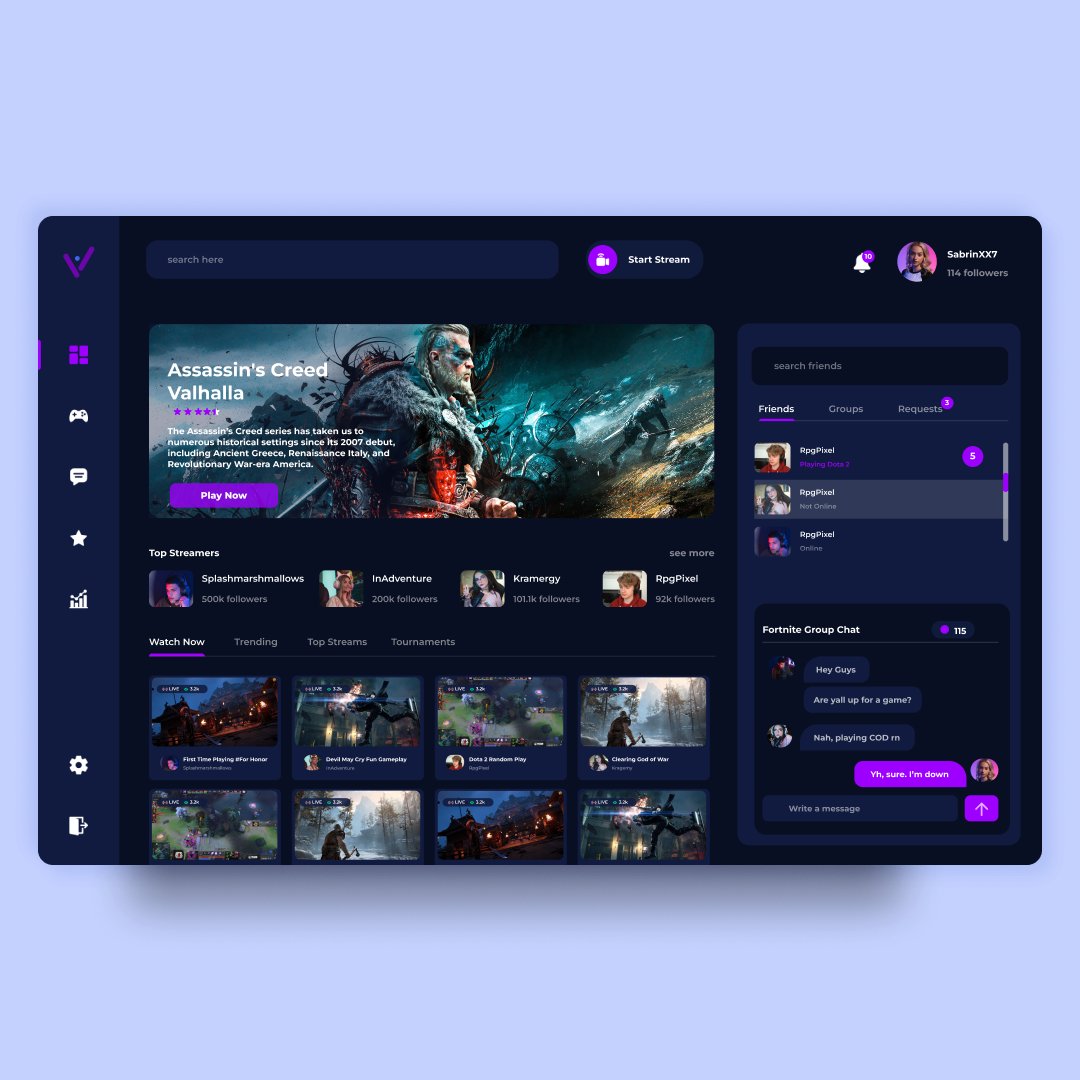 search here
Start Stream
10
SabrinXX7
114 followers
Assassin's Creed
Valhalla
The Assassin's Creed series has taken us to
numerous historical settings since its 2007 debut,
including Ancient Greece, Renaissance Italy, and
Revolutionary War-era America.
Play Now
Top Streamers
see more
Splashmarshmallows
500k followers
InAdventure
200k followers
Kramergy
101.1k followers
RpgPixel
92k followers
Watch Now
Trending
Top Streams
Tournaments
LIVE 3.2k
First Time Playing #For Honor
Splashmarshmallows
LIVE 3.2k
Devil May Cry Fun Gameplay
InAdventure
LIVE 3.2k
Dota 2 Random Play
RpgPixel
LIVE 3.2k
Clearing God of War
Kragemy
LIVE 3.2k
LIVE 3.2k
LIVE 3.2k
LIVE 3.2k
search friends
Friends
Groups
Requests
3
RpgPixel
Playing Dota 2
5
RpgPixel
Not Online
RpgPixel
Online
Fortnite Group Chat
115
Hey Guys
Are yall up for a game?
Nah, playing COD rn
Yh, sure. I'm down
Write a message